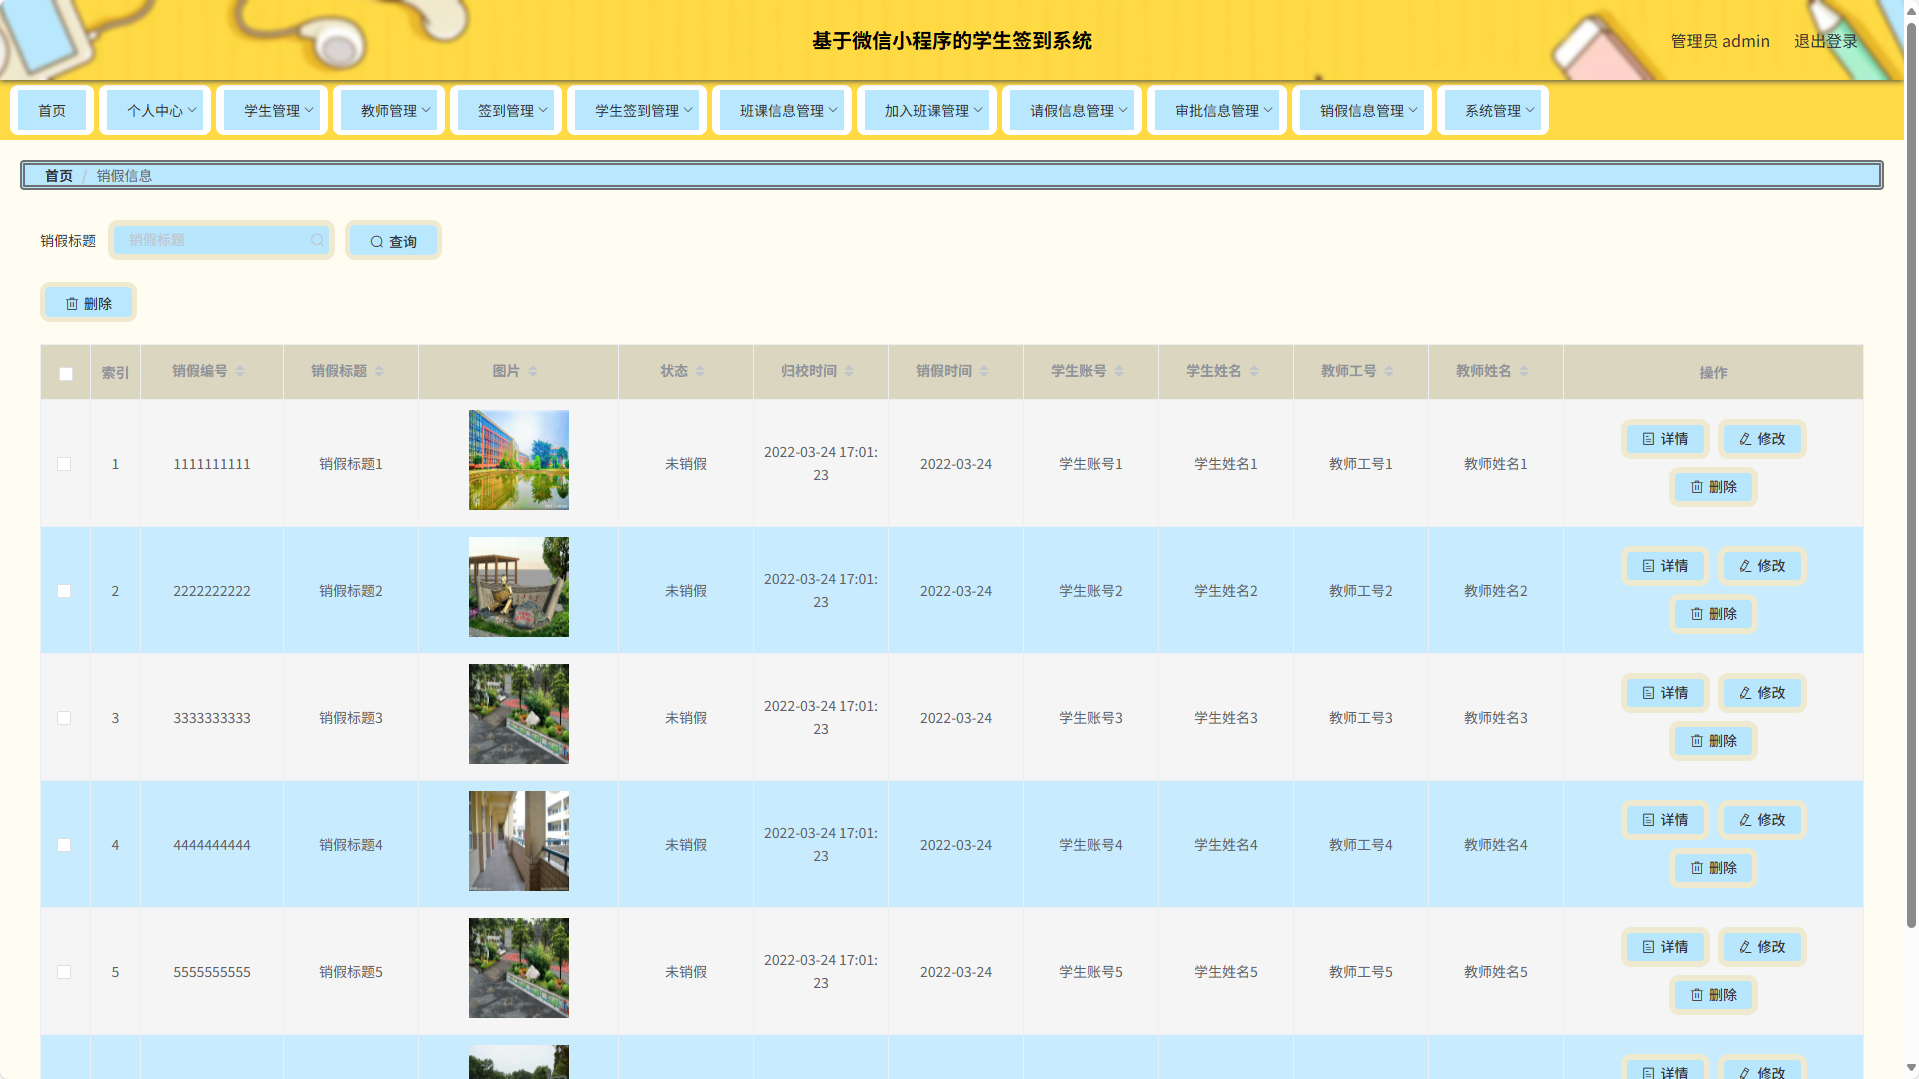 基于微信小程序的学生签到系统
管理员 admin 退出登录
首页 个人中心 学生管理 教师管理 签到管理 学生签到管理 班课信息管理 加入班课管理 请假信息管理 审批信息管理 销假信息管理 系统管理
首页 / 销假信息
销假标题 销假标题 查询
删除
索引 销假编号 销假标题 图片 状态 归校时间 销假时间 学生账号 学生姓名 教师工号 教师姓名 操作
1 1111111111 销假标题1 未销假 2022-03-24 17:01:
23 2022-03-24 学生账号1 学生姓名1 教师工号1 教师姓名1 详情 修改
删除
2 2222222222 销假标题2 未销假 2022-03-24 17:01:
23 2022-03-24 学生账号2 学生姓名2 教师工号2 教师姓名2 详情 修改
删除
3 3333333333 销假标题3 未销假 2022-03-24 17:01:
23 2022-03-24 学生账号3 学生姓名3 教师工号3 教师姓名3 详情 修改
删除
4 4444444444 销假标题4 未销假 2022-03-24 17:01:
23 2022-03-24 学生账号4 学生姓名4 教师工号4 教师姓名4 详情 修改
删除
5 5555555555 销假标题5 未销假 2022-03-24 17:01:
23 2022-03-24 学生账号5 学生姓名5 教师工号5 教师姓名5 详情 修改
删除
详情 修改